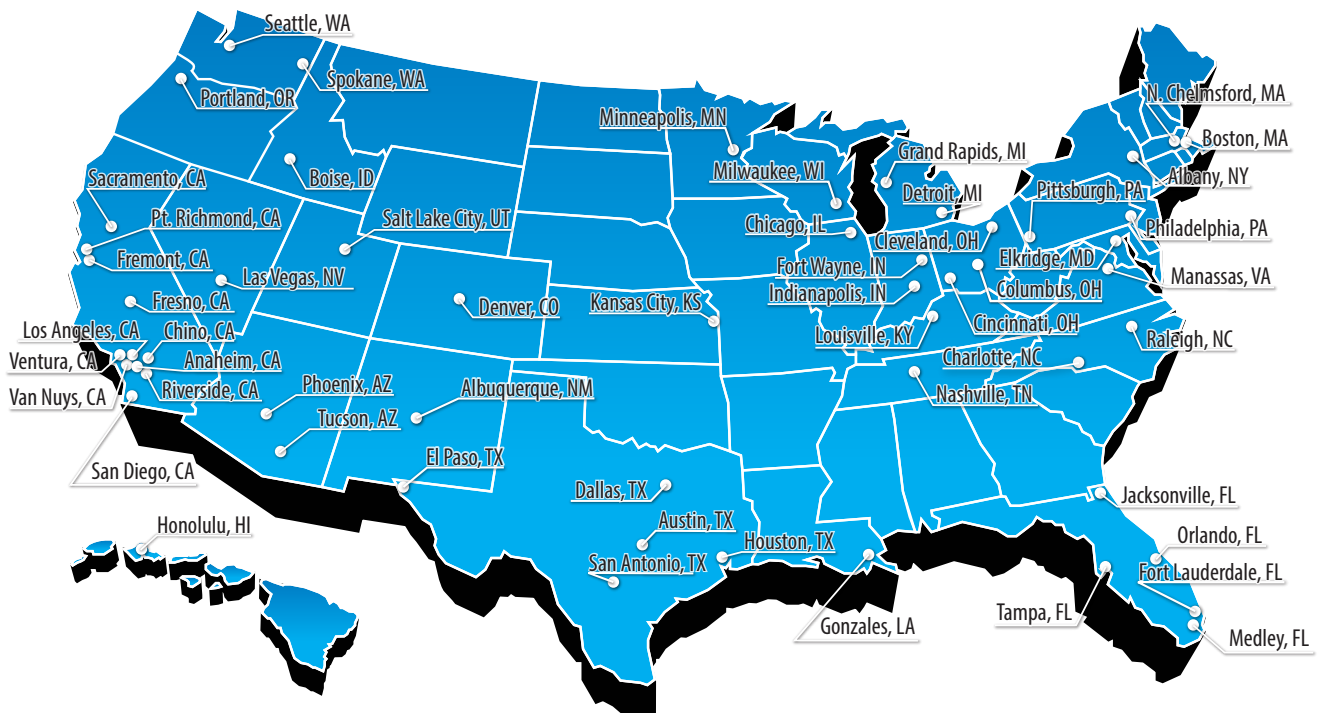 Seattle, WA
Spokane, WA
Portland, OR
Minneapolis, MN
N. Chelmsford, MA
Boston, MA
Grand Rapids, MI
Milwaukee, WI
Boise, ID
Sacramento, CA
Albany, NY
Detroit, MI
Pittsburgh, PA
Pt. Richmond, CA
Salt Lake City, UT
Chicago, IL
Cleveland, OH
Philadelphia, PA
Fremont, CA
Elkridge, MD
Fort Wayne, IN
Las Vegas, NV
Manassas, VA
Indianapolis, IN
Columbus, OH
Fresno, CA
Denver, CO
Kansas City, KS
Cincinnati, OH
Los Angeles, CA
Chino, CA
Louisville, KY
Raleigh, NC
Ventura, CA
Anaheim, CA
Charlotte, NC
Riverside, CA
Phoenix, AZ
Albuquerque, NM
Nashville, TN
Van Nuys, CA
Tucson, AZ
El Paso, TX
San Diego, CA
Dallas, TX
Jacksonville, FL
Honolulu, HI
Austin, TX
Houston, TX
Orlando, FL
San Antonio, TX
Fort Lauderdale, FL
Tampa, FL
Gonzales, LA
Medley, FL